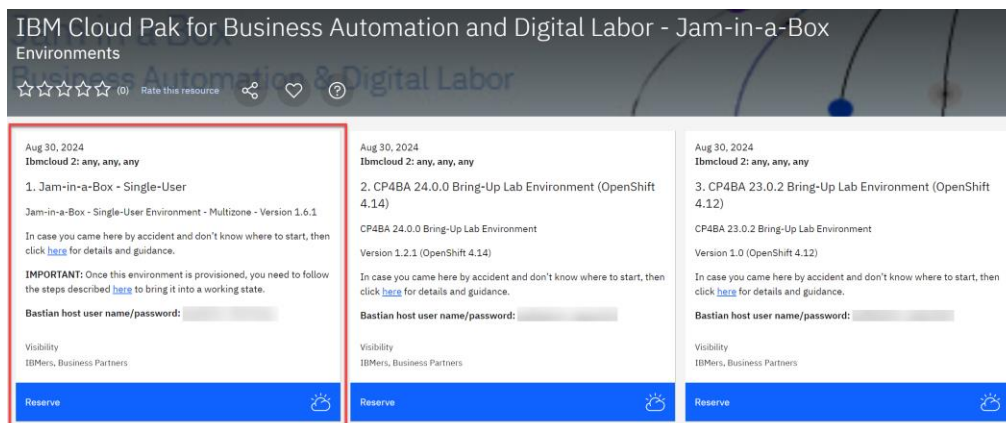 IBM Cloud Pak for Business Automation and Digital Labor - Jam-in-a-Box
Environments
Jam-in-a-Box
Business Automation & Digital Labor
(0) Rate this resource
Aug 30, 2024
Ibmcloud 2: any, any, any
1. Jam-in-a-Box - Single-User
Jam-in-a-Box - Single-User Environment - Multizone - Version 1.6.1
In case you came here by accident and don't know where to start, then
click here for details and guidance.
IMPORTANT: Once this environment is provisioned, you need to follow
the steps described here to bring it into a working state.
Bastian host user name/password:
Visibility
IBMers, Business Partners
Reserve
Aug 30, 2024
Ibmcloud 2: any, any, any
2. CP4BA 24.0.0 Bring-Up Lab Environment (OpenShift
4.14)
CP4BA 24.0.0 Bring-Up Lab Environment
Version 1.2.1 (OpenShift 4.14)
In case you came here by accident and don't know where to start, then
click here for details and guidance.
Bastian host user name/password:
Visibility
IBMers, Business Partners
Reserve
Aug 30, 2024
Ibmcloud 2: any, any, any
3. CP4BA 23.0.2 Bring-Up Lab Environment (OpenShift
4.12)
CP4BA 23.0.2 Bring-Up Lab Environment
Version 1.0 (OpenShift 4.12)
In case you came here by accident and don't know where to start, then
click here for details and guidance.
Bastian host user name/password:
Visibility
IBMers, Business Partners
Reserve